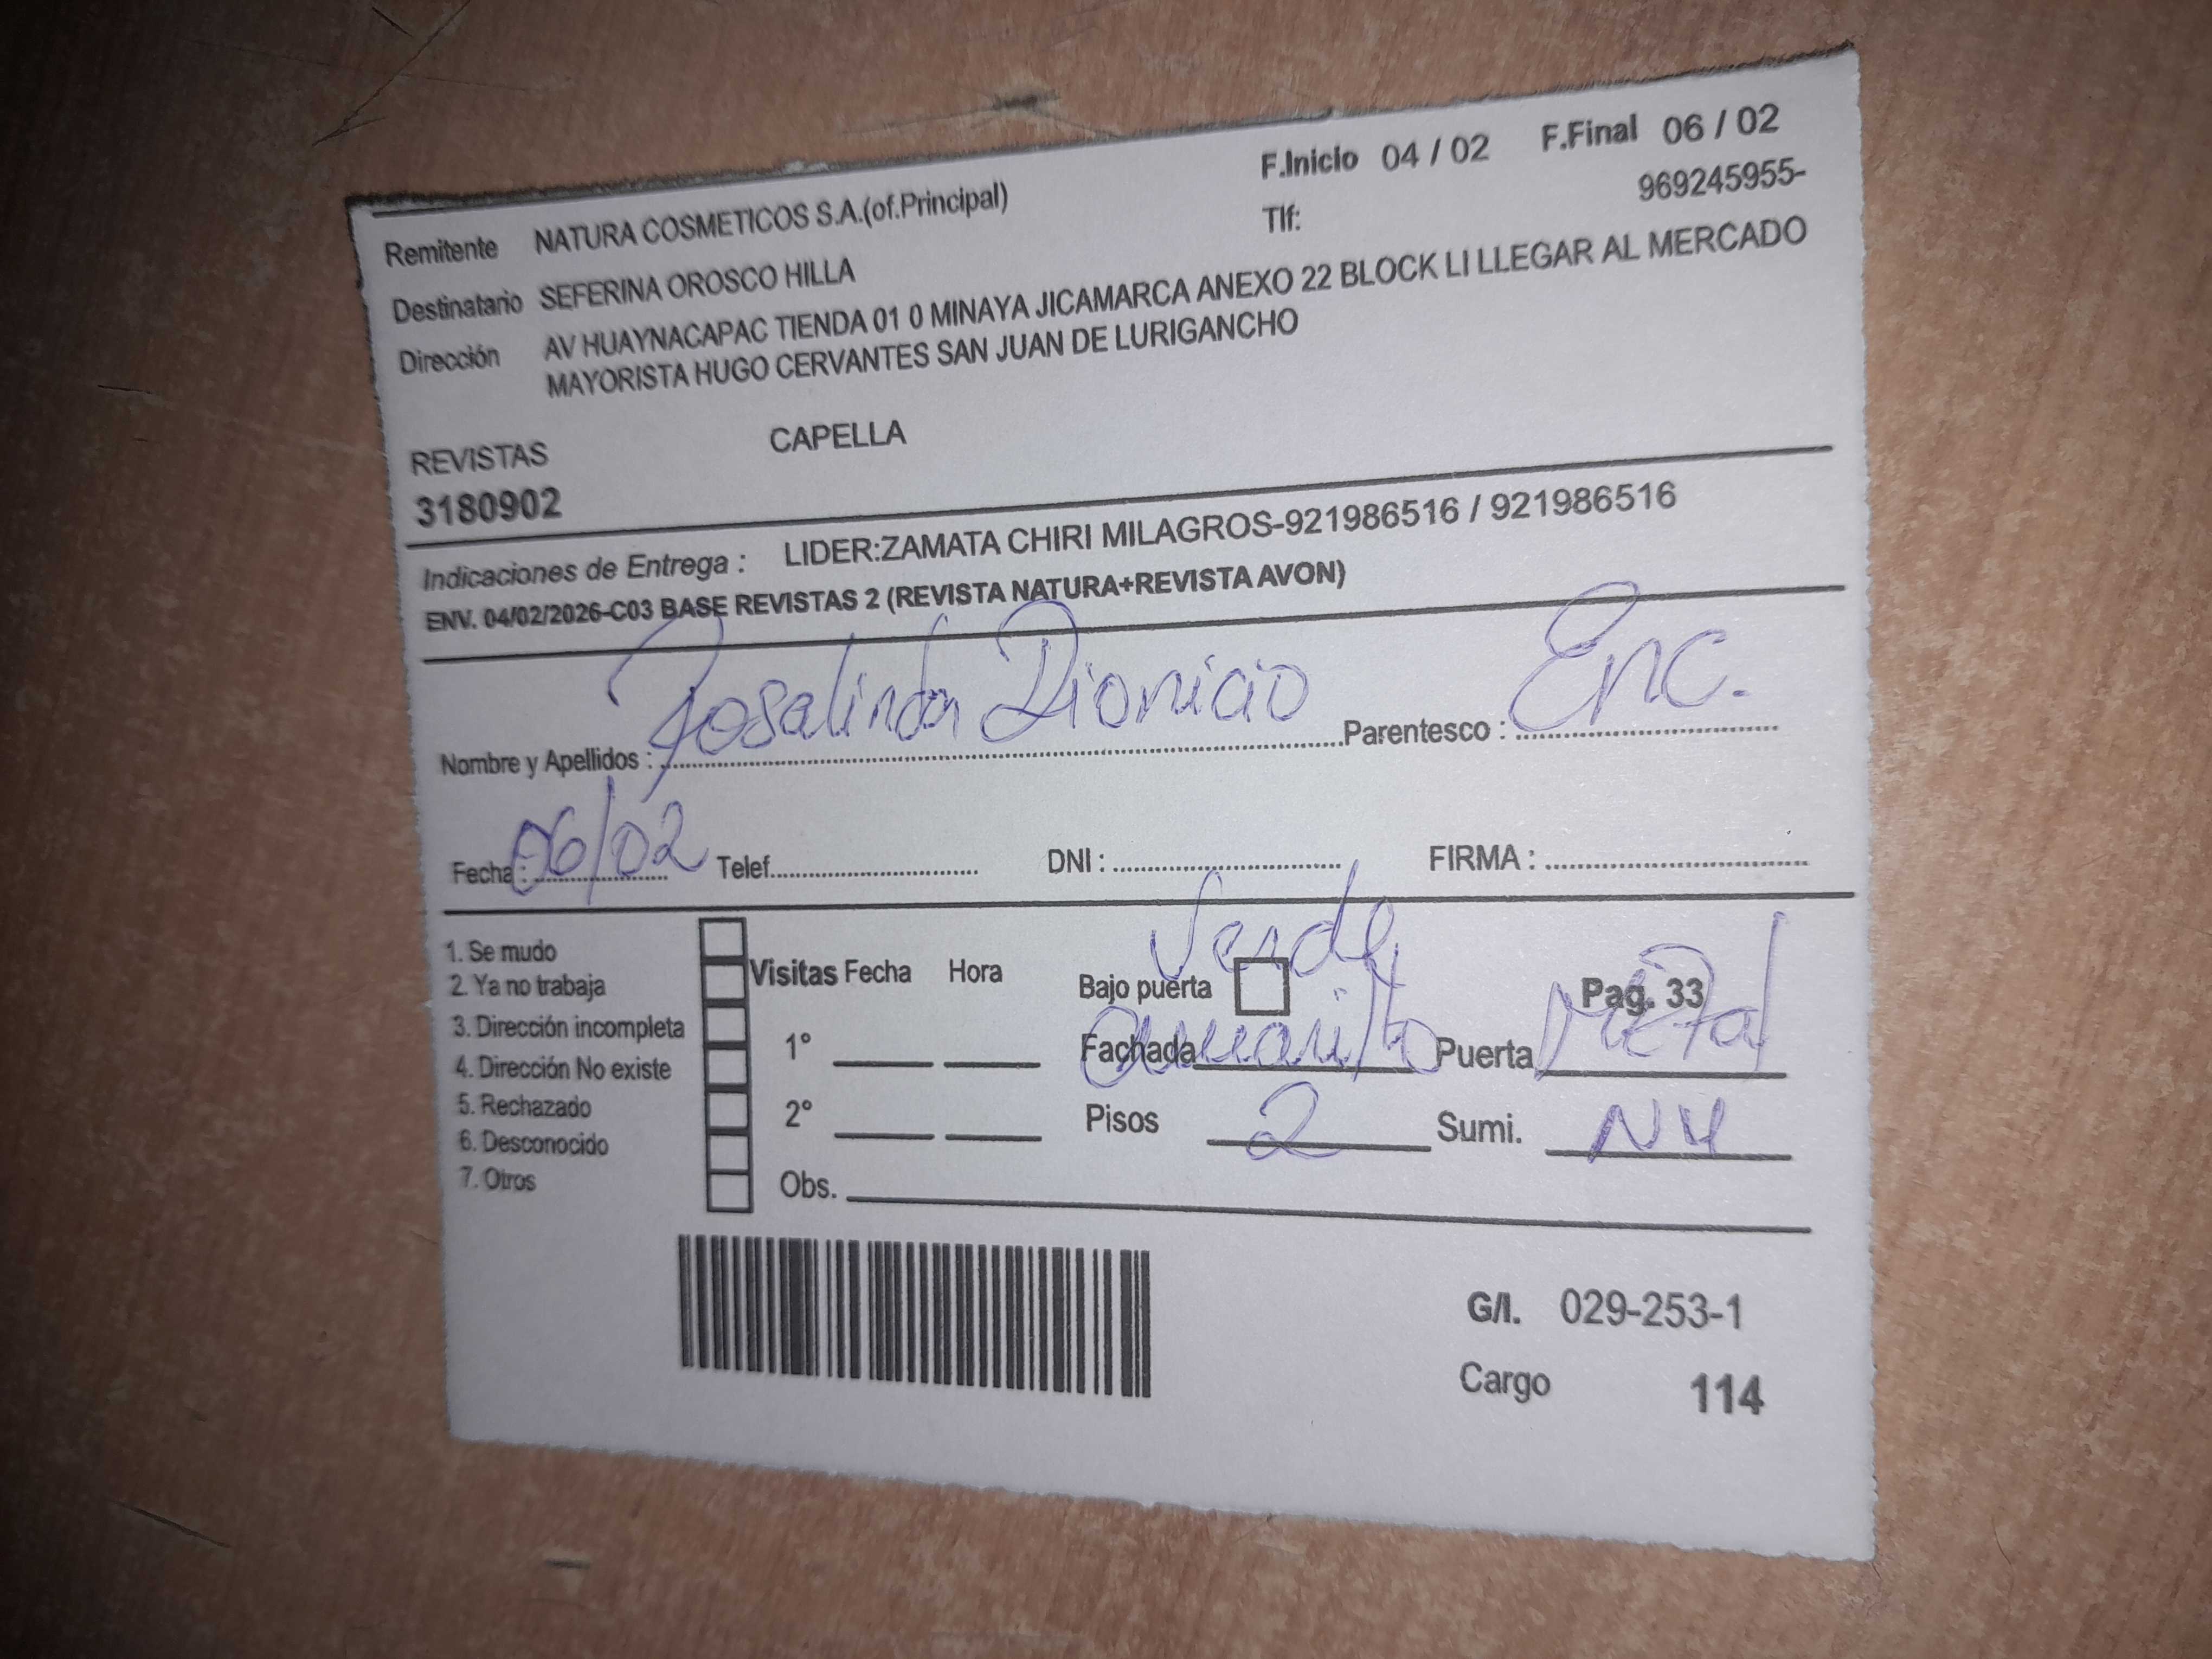 F.Inicio 04 / 02 F.Final 06 / 02
Remitente NATURA COSMETICOS S.A.(of.Principal) Tlf: 969245955-
Destinatario SEFERINA OROSCO HILLA
Dirección AV HUAYNACAPAC TIENDA 01 0 MINAYA JICAMARCA ANEXO 22 BLOCK LI LLEGAR AL MERCADO
MAYORISTA HUGO CERVANTES SAN JUAN DE LURIGANCHO
REVISTAS CAPELLA
3180902
Indicaciones de Entrega : LIDER:ZAMATA CHIRI MILAGROS-921986516 / 921986516
ENV. 04/02/2026-C03 BASE REVISTAS 2 (REVISTA NATURA+REVISTA AVON)
Nombre y Apellidos : Rosalinda Dionicio Parentesco : Enc.
Fecha : 06/02 Telef. DNI : FIRMA :
Verde
1. Se mudo
2. Ya no trabaja
3. Dirección incompleta
4. Dirección No existe
5. Rechazado
6. Desconocido
7. Otros
Visitas Fecha Hora
1°
2°
Obs.
Bajo puerta Pag. 33
Fachada Amarillo Puerta Metal
Pisos 2 Sumi.
G/I. 029-253-1
Cargo 114